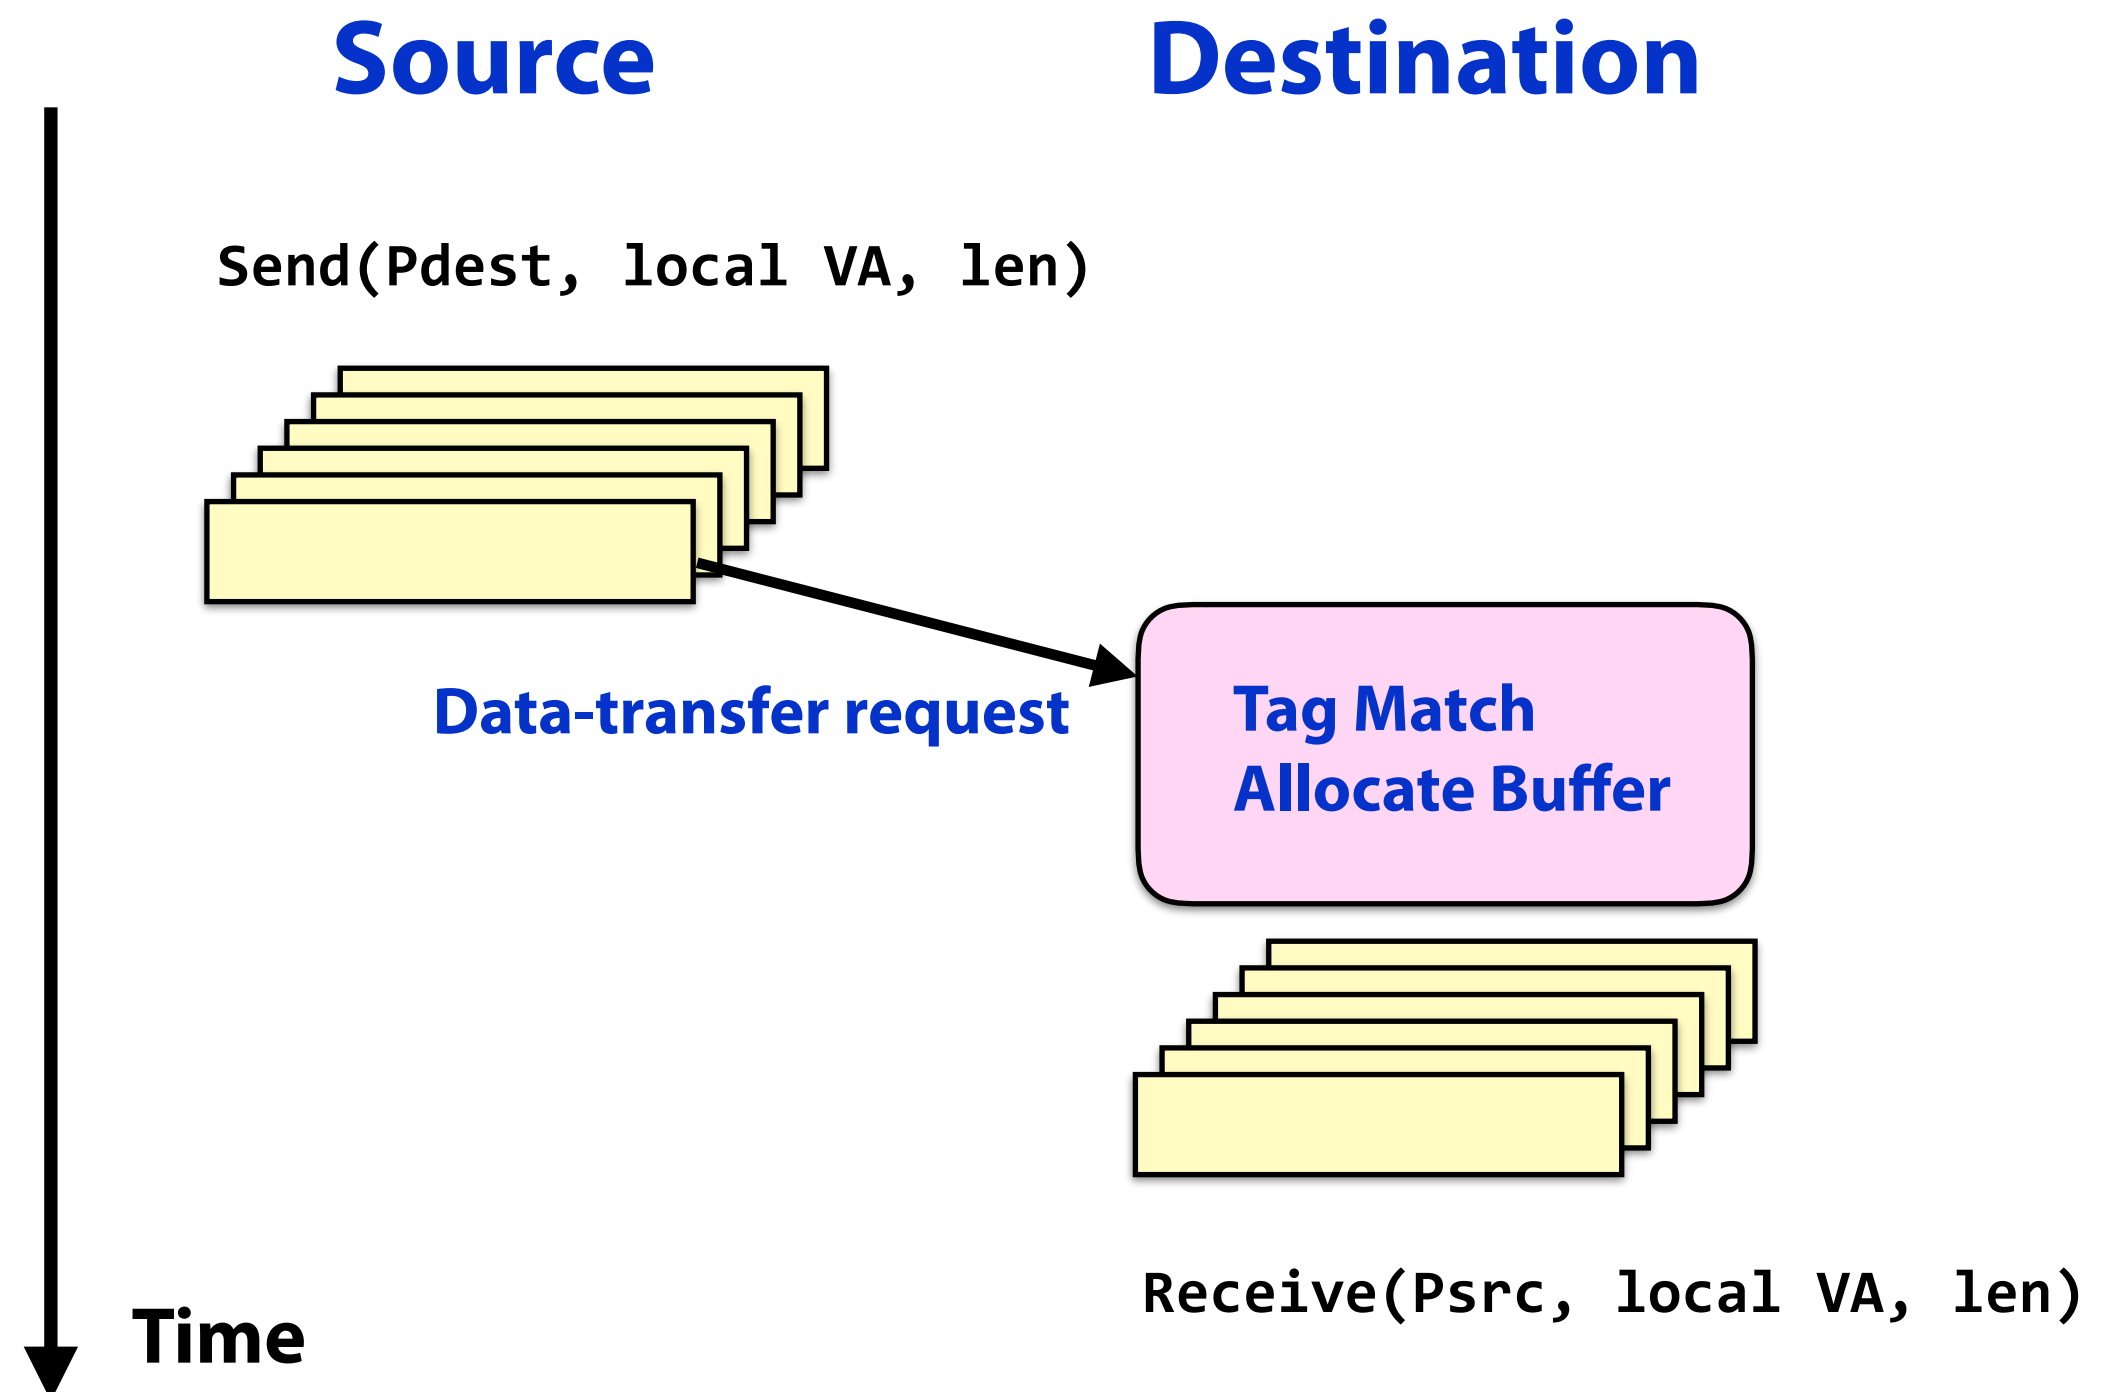 Source
Destination
Send(Pdest, local VA, len)
Data-transfer request
Tag Match
Allocate Buffer
Receive(Psrc, local VA, len)
Time